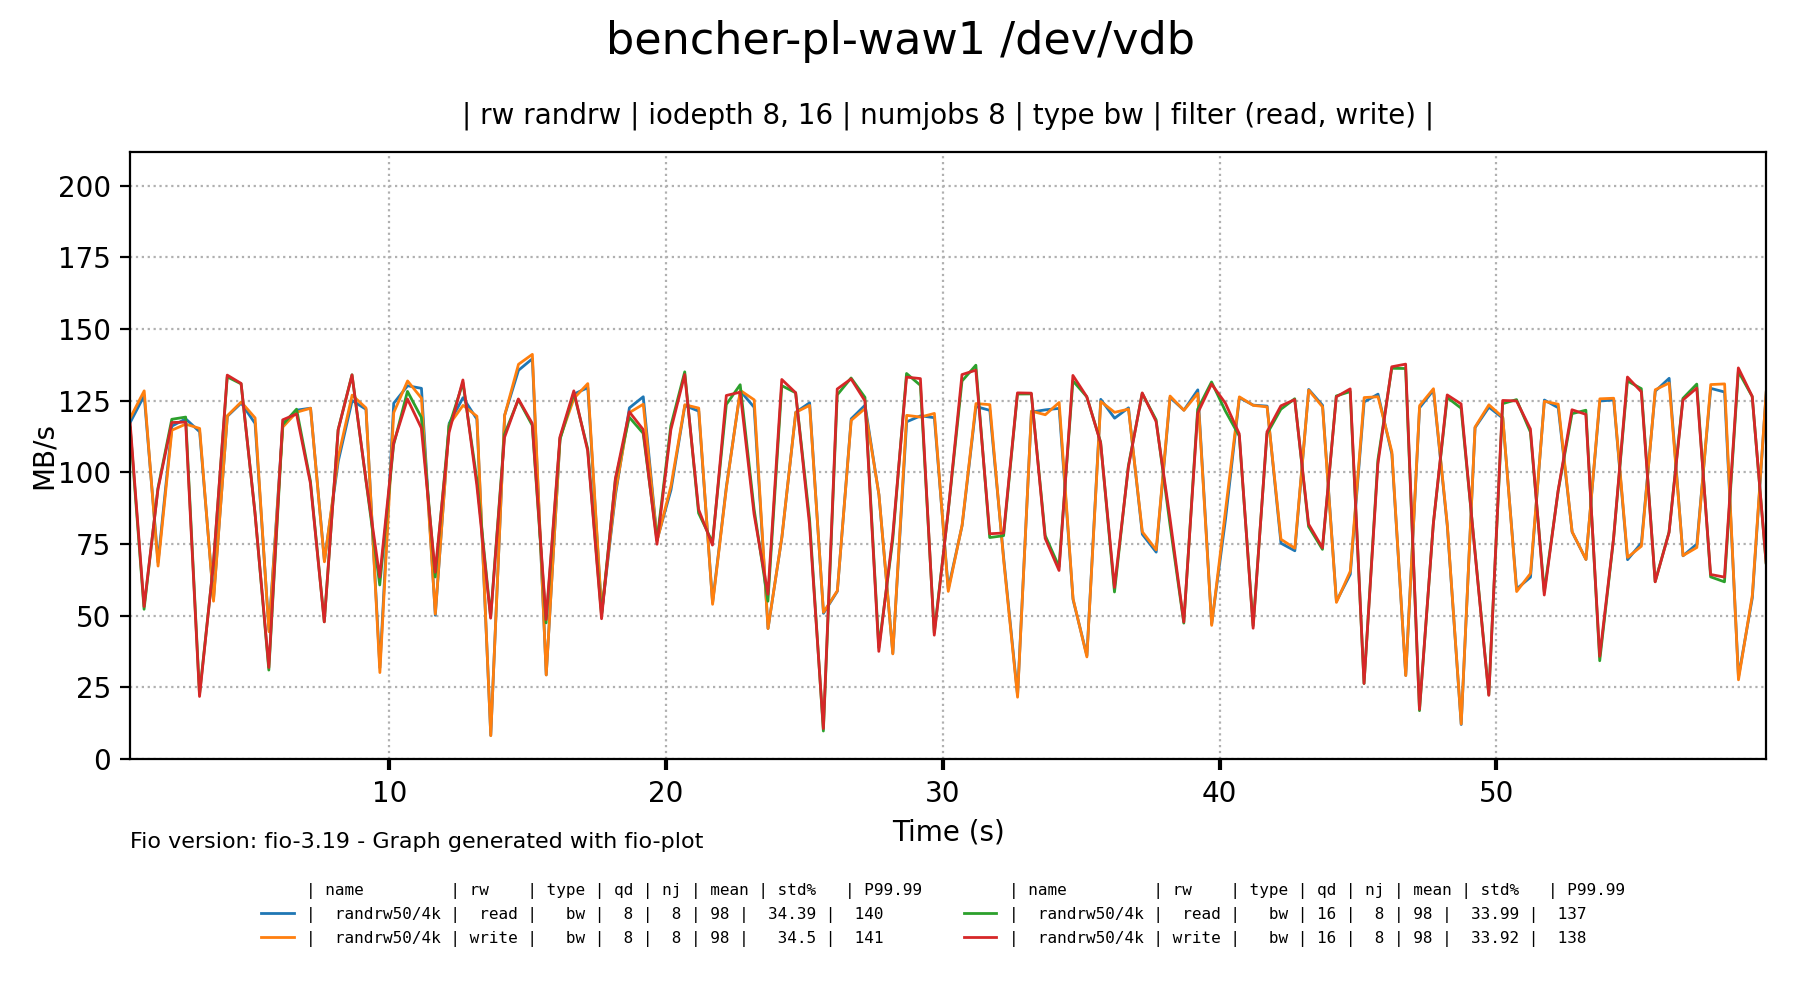 bencher-pl-waw1 /dev/vdb
| rw randrw | iodepth 8, 16 | numjobs 8 | type bw | filter (read, write) |
200
175
150
125
100
75
50
25
0
MB/s
10 20 30 40 50
Time (s)
Fio version: fio-3.19 - Graph generated with fio-plot
| name | rw | type | qd | nj | mean | std% | P99.99 | name | rw | type | qd | nj | mean | std% | P99.99
| randrw50/4k | read | bw | 8 | 8 | 98 | 34.39 | 140 | randrw50/4k | read | bw | 16 | 8 | 98 | 33.99 | 137
| randrw50/4k | write | bw | 8 | 8 | 98 | 34.5 | 141 | randrw50/4k | write | bw | 16 | 8 | 98 | 33.92 | 138